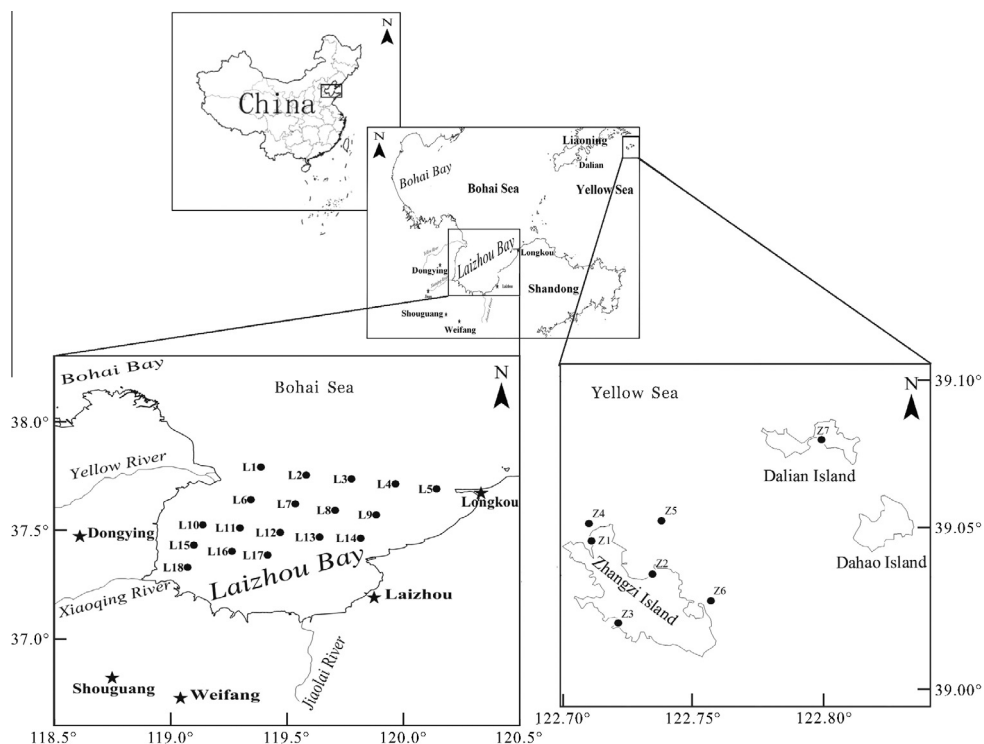 N
China
N
Liaoning
Dalian
Bohai Bay
Bohai Sea
Yellow Sea
Laizhou Bay
Longkou
Dongying
Shandong
Shouguang
Weifang
Bohai Bay
Bohai Sea
N
38.0°
Yellow River
L1
L2
L3
L4
L5
Longkou
L6
L7
L8
L9
37.5°
Dongying
L10
L11
L12
L13
L14
L15
L16
L17
L18
Laizhou Bay
Xiaoqing River
Laizhou
37.0°
Jiaolai River
Shouguang
Weifang
118.5°
119.0°
119.5°
120.0°
120.5°
Yellow Sea
N
39.10°
Z7
Dalian Island
Z4
Z5
39.05°
Z1
Dahao Island
Z2
Zhangzi Island
Z6
Z3
39.00°
122.70°
122.75°
122.80°